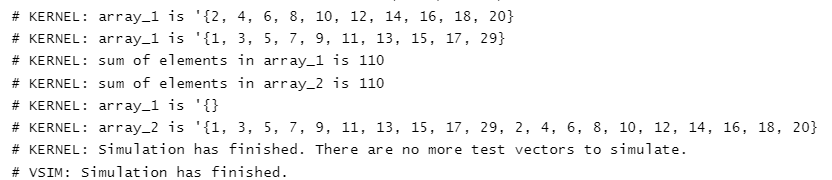 # KERNEL: array_1 is '{2, 4, 6, 8, 10, 12, 14, 16, 18, 20}
# KERNEL: array_1 is '{1, 3, 5, 7, 9, 11, 13, 15, 17, 29}
# KERNEL: sum of elements in array_1 is 110
# KERNEL: sum of elements in array_2 is 110
# KERNEL: array_1 is '{}
# KERNEL: array_2 is '{1, 3, 5, 7, 9, 11, 13, 15, 17, 29, 2, 4, 6, 8, 10, 12, 14, 16, 18, 20}
# KERNEL: Simulation has finished. There are no more test vectors to simulate.
# VSIM: Simulation has finished.